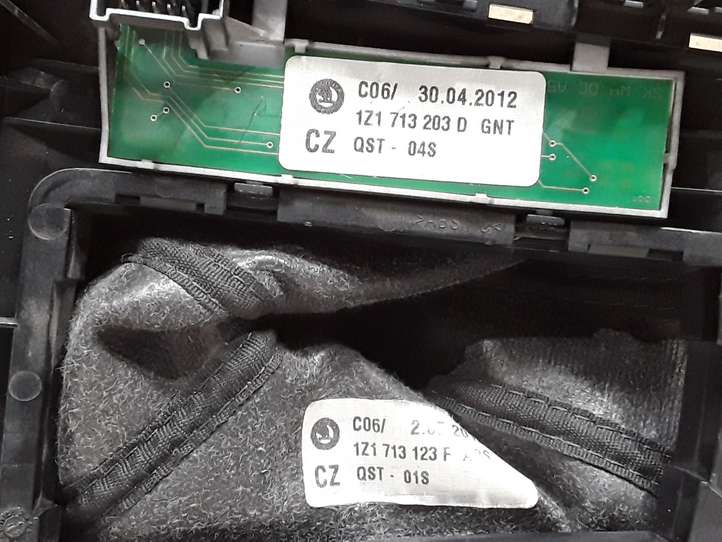 C06/ 30.04.2012
1Z1 713 203 D GNT
CZ QST - 04S
C06/
1Z1 713 123
CZ QST - 01S